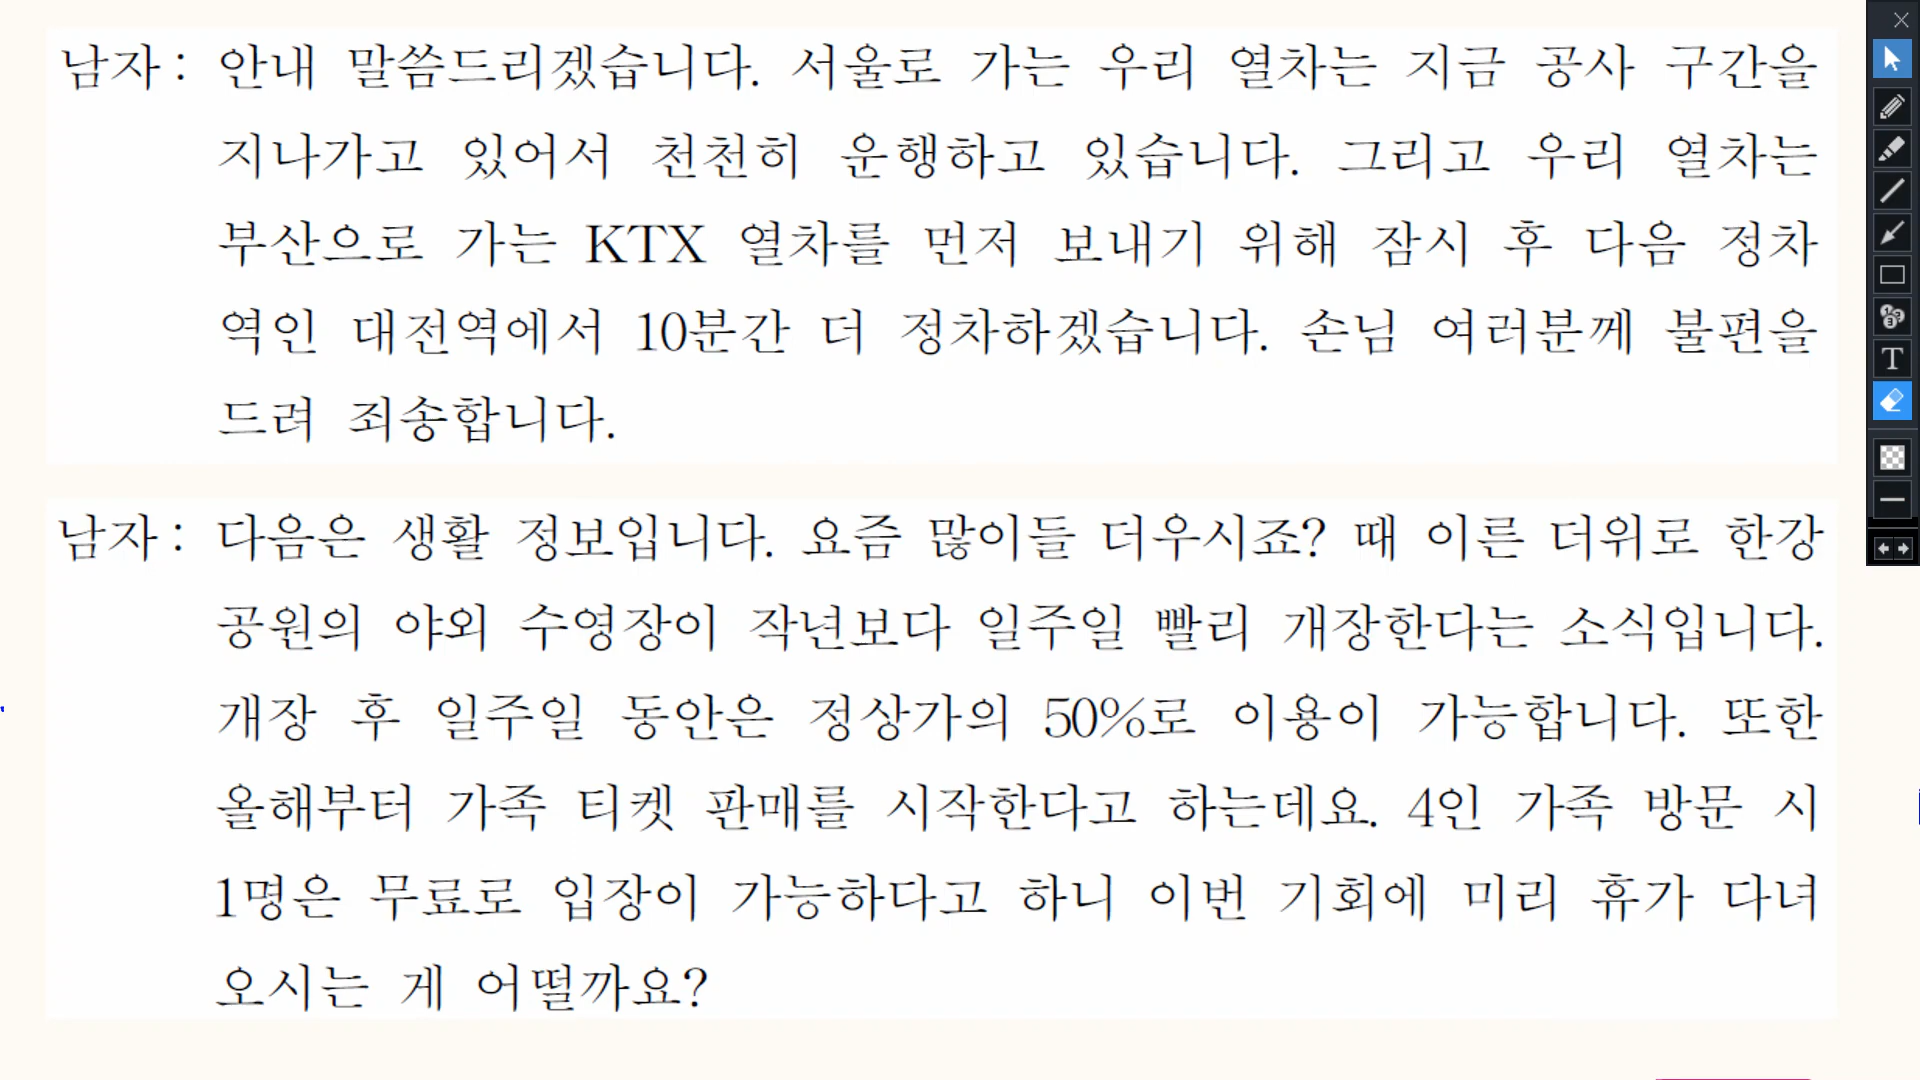 남자: 안내 말씀드리겠습니다. 서울로 가는 우리 열차는 지금 공사 구간을
지나가고 있어서 천천히 운행하고 있습니다. 그리고 우리 열차는
부산으로 가는 KTX 열차를 먼저 보내기 위해 잠시 후 다음 정차
역인 대전역에서 10분간 더 정차하겠습니다. 손님 여러분께 불편을
드려 죄송합니다.
남자: 다음은 생활 정보입니다. 요즘 많이들 더우시죠? 때 이른 더위로 한강
공원의 야외 수영장이 작년보다 일주일 빨리 개장한다는 소식입니다.
개장 후 일주일 동안은 정상가의 50%로 이용이 가능합니다. 또한
올해부터 가족 티켓 판매를 시작한다고 하는데요. 4인 가족 방문 시
1명은 무료로 입장이 가능하다고 하니 이번 기회에 미리 휴가 다녀
오시는 게 어떨까요?